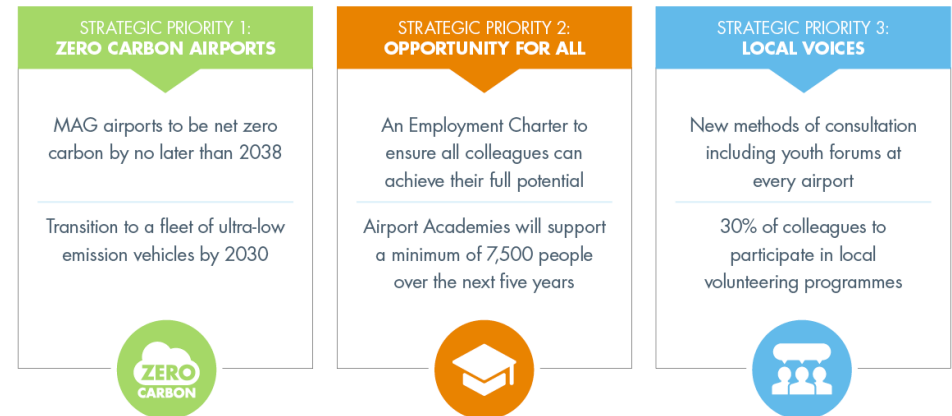 STRATEGIC PRIORITY 1:
ZERO CARBON AIRPORTS
MAG airports to be net zero
carbon by no later than 2038
Transition to a fleet of ultra-low
emission vehicles by 2030
ZERO
CARBON
STRATEGIC PRIORITY 2:
OPPORTUNITY FOR ALL
An Employment Charter to
ensure all colleagues can
achieve their full potential
Airport Academies will support
a minimum of 7,500 people
over the next five years
STRATEGIC PRIORITY 3:
LOCAL VOICES
New methods of consultation
including youth forums at
every airport
30% of colleagues to
participate in local
volunteering programmes